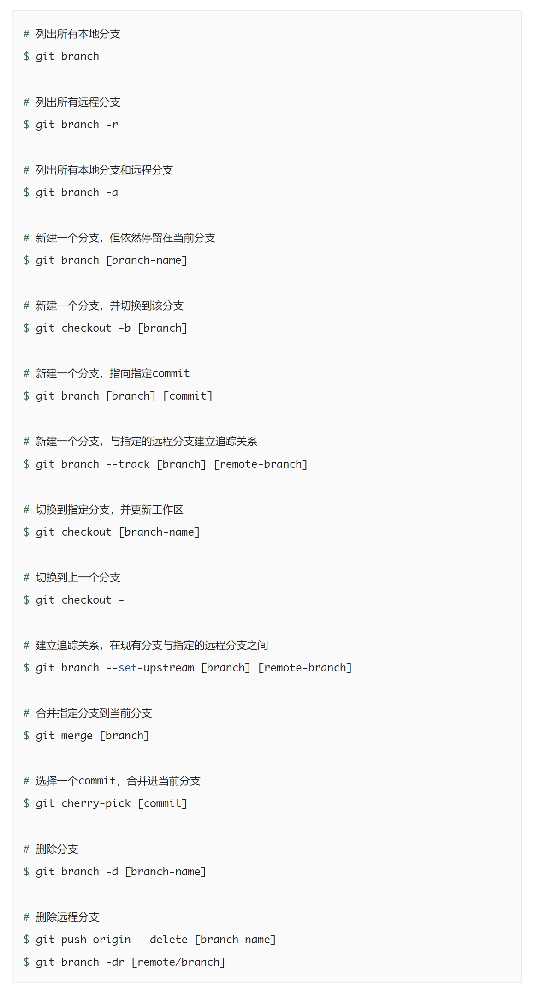 # 列出所有本地分支
$ git branch
# 列出所有远程分支
$ git branch -r
# 列出所有本地分支和远程分支
$ git branch -a
# 新建一个分支，但依然停留在当前分支
$ git branch [branch-name]
# 新建一个分支，并切换到该分支
$ git checkout -b [branch]
# 新建一个分支，指向指定commit
$ git branch [branch] [commit]
# 新建一个分支，与指定的远程分支建立追踪关系
$ git branch --track [branch] [remote-branch]
# 切换到指定分支，并更新工作区
$ git checkout [branch-name]
# 切换到上一个分支
$ git checkout -
# 建立追踪关系，在现有分支与指定的远程分支之间
$ git branch --set-upstream [branch] [remote-branch]
# 合并指定分支到当前分支
$ git merge [branch]
# 选择一个commit，合并进当前分支
$ git cherry-pick [commit]
# 删除分支
$ git branch -d [branch-name]
# 删除远程分支
$ git push origin --delete [branch-name]
$ git branch -dr [remote/branch]